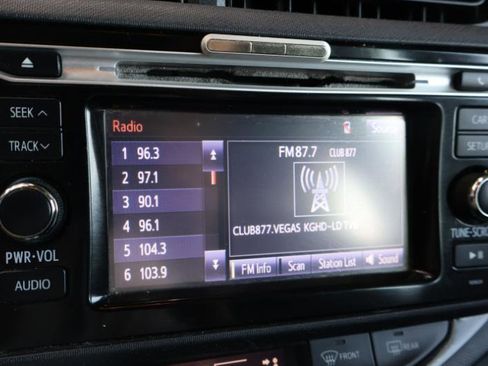 SEEK
TRACK
PWR•VOL
AUDIO
Radio
Sound
1 96.3
2 97.1
3 90.1
4 96.1
5 104.3
6 103.9
FM 87.7 CLUB 877
CLUB877.VEGAS KGHD-LD TV
FM Info
Scan
Station List
Sound
CAR
SETUP
TUNE•SCRO
FRONT
REAR